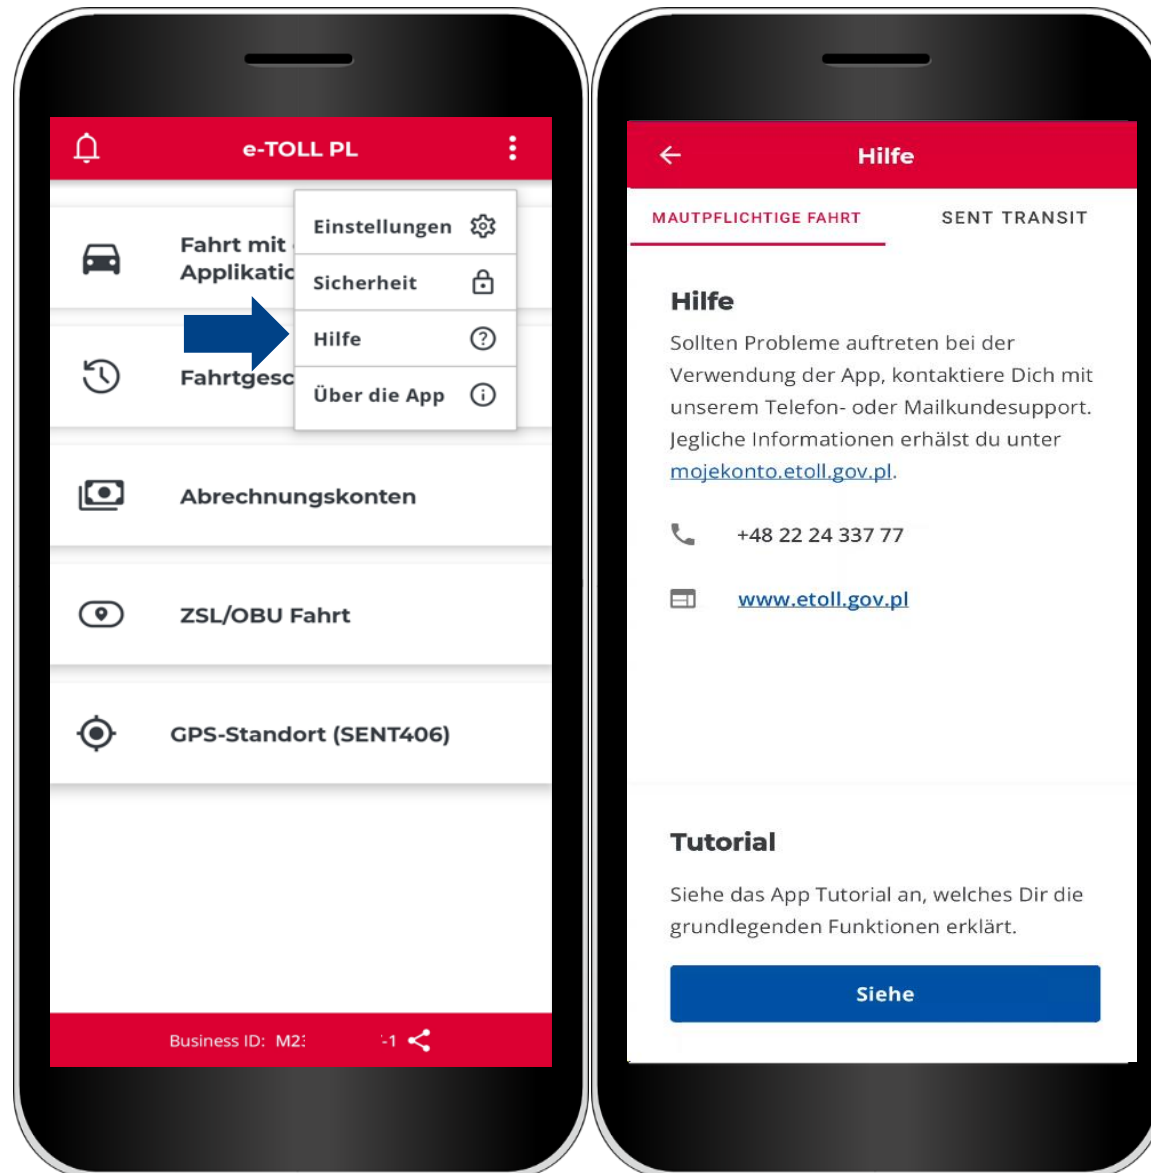 e-TOLL PL
Einstellungen
Sicherheit
Hilfe
Über die App
Fahrt mit
Fahrtgesc
Abrechnungskonten
ZSL/OBU Fahrt
GPS-Standort (SENT406)
Business ID: M2
-1
Hilfe
MAUTPFLICHTIGE FAHRT
SENT TRANSIT
Hilfe
Sollten Probleme auftreten bei der
Verwendung der App, kontaktiere Dich mit
unserem Telefon- oder Mailkundesupport.
Jegliche Informationen erhälst du unter
mojekonto.etoll.gov.pl.
+48 22 24 337 77
www.etoll.gov.pl
Tutorial
Siehe das App Tutorial an, welches Dir die
grundlegenden Funktionen erklärt.
Siehe